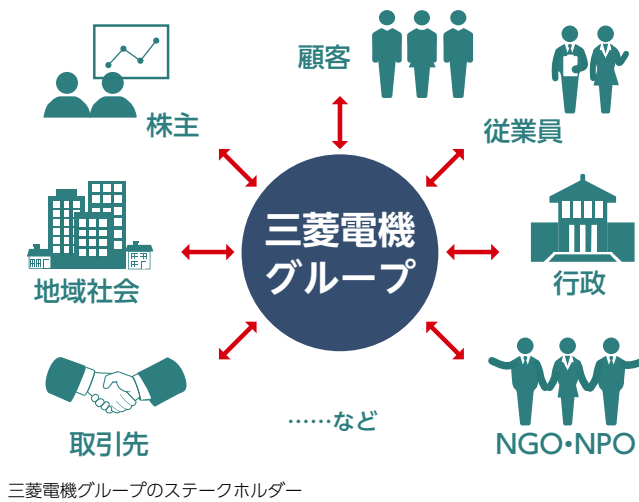 顧客
株主
従業員
三菱電機
グループ
地域社会
行政
取引先
……など
NGO・NPO
三菱電機グループのステークホルダー